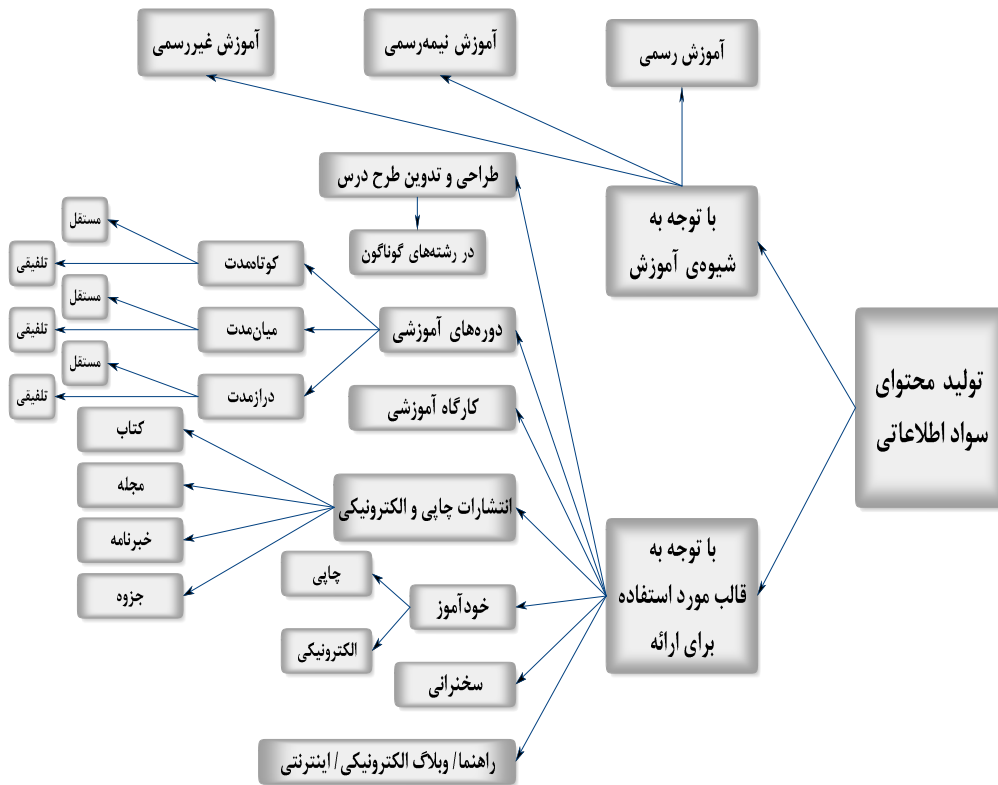 تولید محتوای
سواد اطلاعاتی
با توجه به
شیوه‌ی آموزش
آموزش رسمی
آموزش نیمه‌رسمی
آموزش غیررسمی
با توجه به
قالب مورد استفاده
برای ارائه
طراحی و تدوین طرح درس
در رشته‌های گوناگون
دوره‌های آموزشی
کوتاه‌مدت
مستقل
تلفیقی
میان‌مدت
مستقل
تلفیقی
درازمدت
مستقل
تلفیقی
کارگاه آموزشی
انتشارات چاپی و الکترونیکی
کتاب
مجله
خبرنامه
جزوه
خودآموز
چاپی
الکترونیکی
سخنرانی
راهنما/ وبلاگ الکترونیکی/ اینترنتی